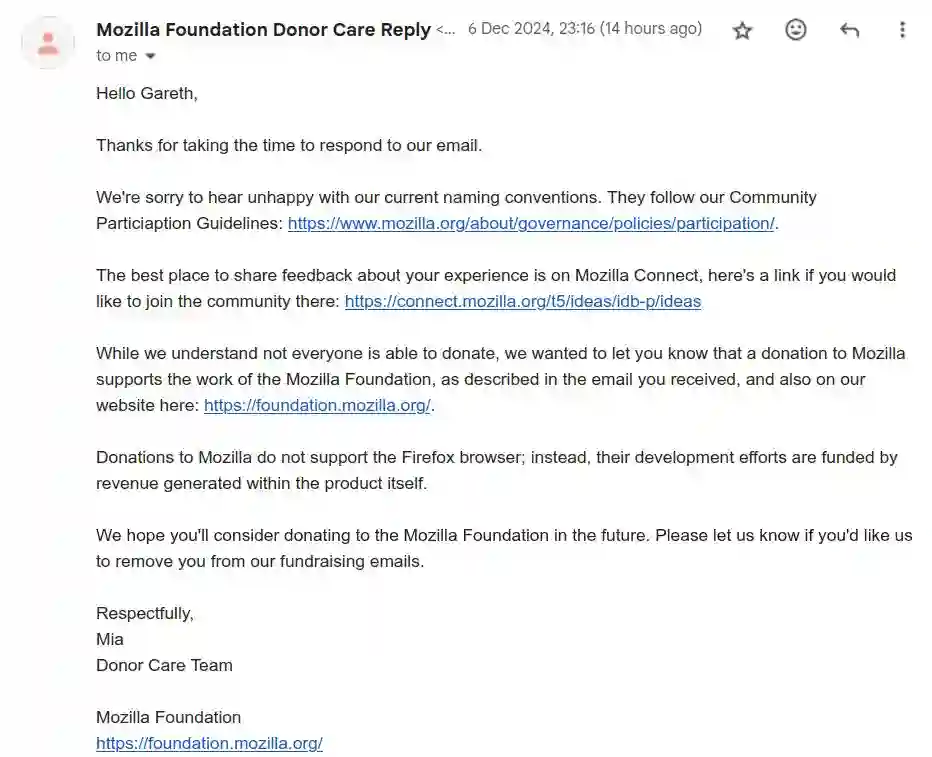 Mozilla Foundation Donor Care Reply <... 6 Dec 2024, 23:16 (14 hours ago)
to me
Hello Gareth,
Thanks for taking the time to respond to our email.
We're sorry to hear unhappy with our current naming conventions. They follow our Community
Particiaption Guidelines: https://www.mozilla.org/about/governance/policies/participation/.
The best place to share feedback about your experience is on Mozilla Connect, here's a link if you would
like to join the community there: https://connect.mozilla.org/t5/ideas/idb-p/ideas
While we understand not everyone is able to donate, we wanted to let you know that a donation to Mozilla
supports the work of the Mozilla Foundation, as described in the email you received, and also on our
website here: https://foundation.mozilla.org/.
Donations to Mozilla do not support the Firefox browser; instead, their development efforts are funded by
revenue generated within the product itself.
We hope you'll consider donating to the Mozilla Foundation in the future. Please let us know if you'd like us
to remove you from our fundraising emails.
Respectfully,
Mia
Donor Care Team
Mozilla Foundation
https://foundation.mozilla.org/